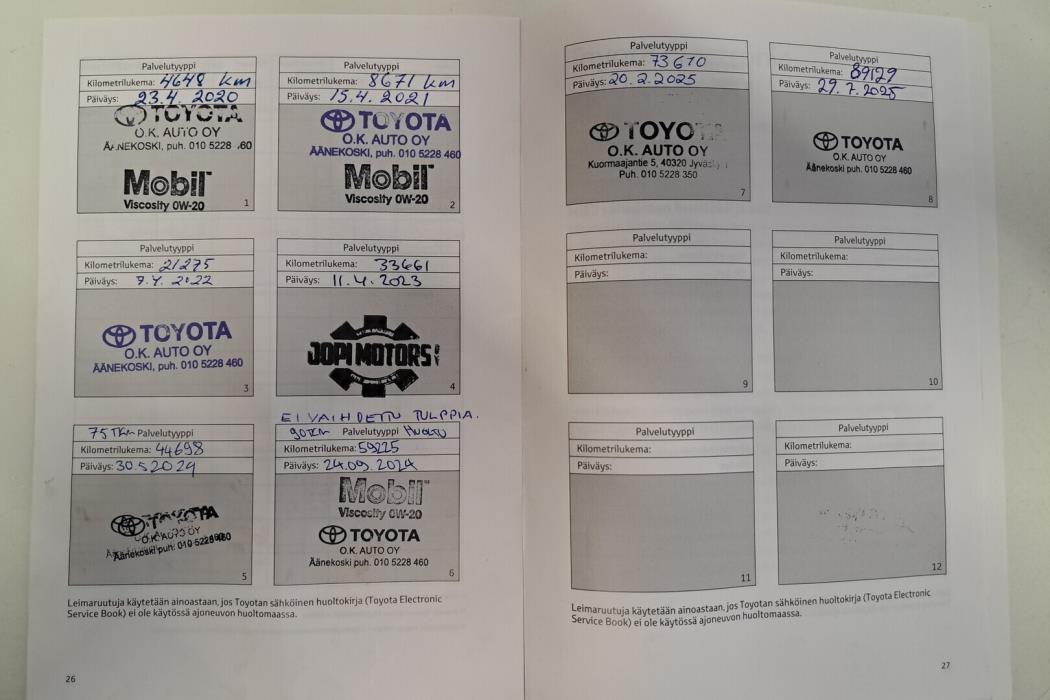 Palvelutyyppi
Kilometrilukema: 4648 km
Päiväys: 23.4. 2020
TOYOTA
O.K. AUTO OY
ÄÄNEKOSKI, puh. 010 5228 460
Mobil
Viscosity 0W-20
1
Palvelutyyppi
Kilometrilukema: 8671 km
Päiväys: 15.4. 2021
TOYOTA
O.K. AUTO OY
ÄÄNEKOSKI, puh. 010 5228 460
Mobil
Viscosity 0W-20
2
Palvelutyyppi
Kilometrilukema: 21275
Päiväys: 7.4. 2022
TOYOTA
O.K. AUTO OY
ÄÄNEKOSKI, puh. 010 5228 460
3
Palvelutyyppi
Kilometrilukema: 33661
Päiväys: 11.4.2023
JOPI MOTORS OY
4
75 Tkm Palvelutyyppi
Kilometrilukema: 44698
Päiväys: 30.5 2024
TOYOTA
O.K. AUTO OY
Äänekoski puh. 010 5228 460
5
EI VAIHDETTU TULPPIA.
90TKM Palvelutyyppi HUOLTO
Kilometrilukema: 59225
Päiväys: 24.09. 2024
Mobil
Viscosity 0W-20
TOYOTA
O.K. AUTO OY
Äänekoski puh. 010 5228 460
6
Leimaruutuja käytetään ainoastaan, jos Toyotan sähköinen huoltokirja (Toyota Electronic
Service Book) ei ole käytössä ajoneuvon huoltomaassa.
26
Palvelutyyppi
Kilometrilukema: 73670
Päiväys: 20.2.2025
TOYOTA
O.K. AUTO OY
Kuormaajantie 5, 40320 Jyväskylä
Puh. 010 5228 350
7
Palvelutyyppi
Kilometrilukema: 89129
Päiväys: 29.7.2025
TOYOTA
O.K. AUTO OY
Äänekoski puh. 010 5228 460
8
Palvelutyyppi
Kilometrilukema:
Päiväys:
9
Palvelutyyppi
Kilometrilukema:
Päiväys:
10
Palvelutyyppi
Kilometrilukema:
Päiväys:
11
Palvelutyyppi
Kilometrilukema:
Päiväys:
12
Leimaruutuja käytetään ainoastaan, jos Toyotan sähköinen huoltokirja (Toyota Electronic
Service Book) ei ole käytössä ajoneuvon huoltomaassa.
27